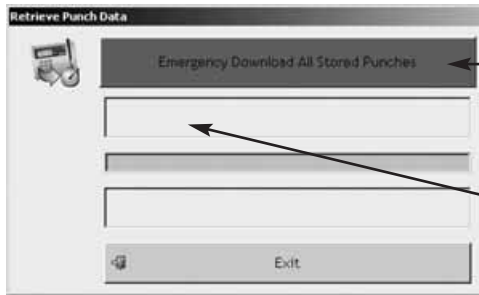 Retrieve Punch Data
Emergency Download All Stored Punches
Exit